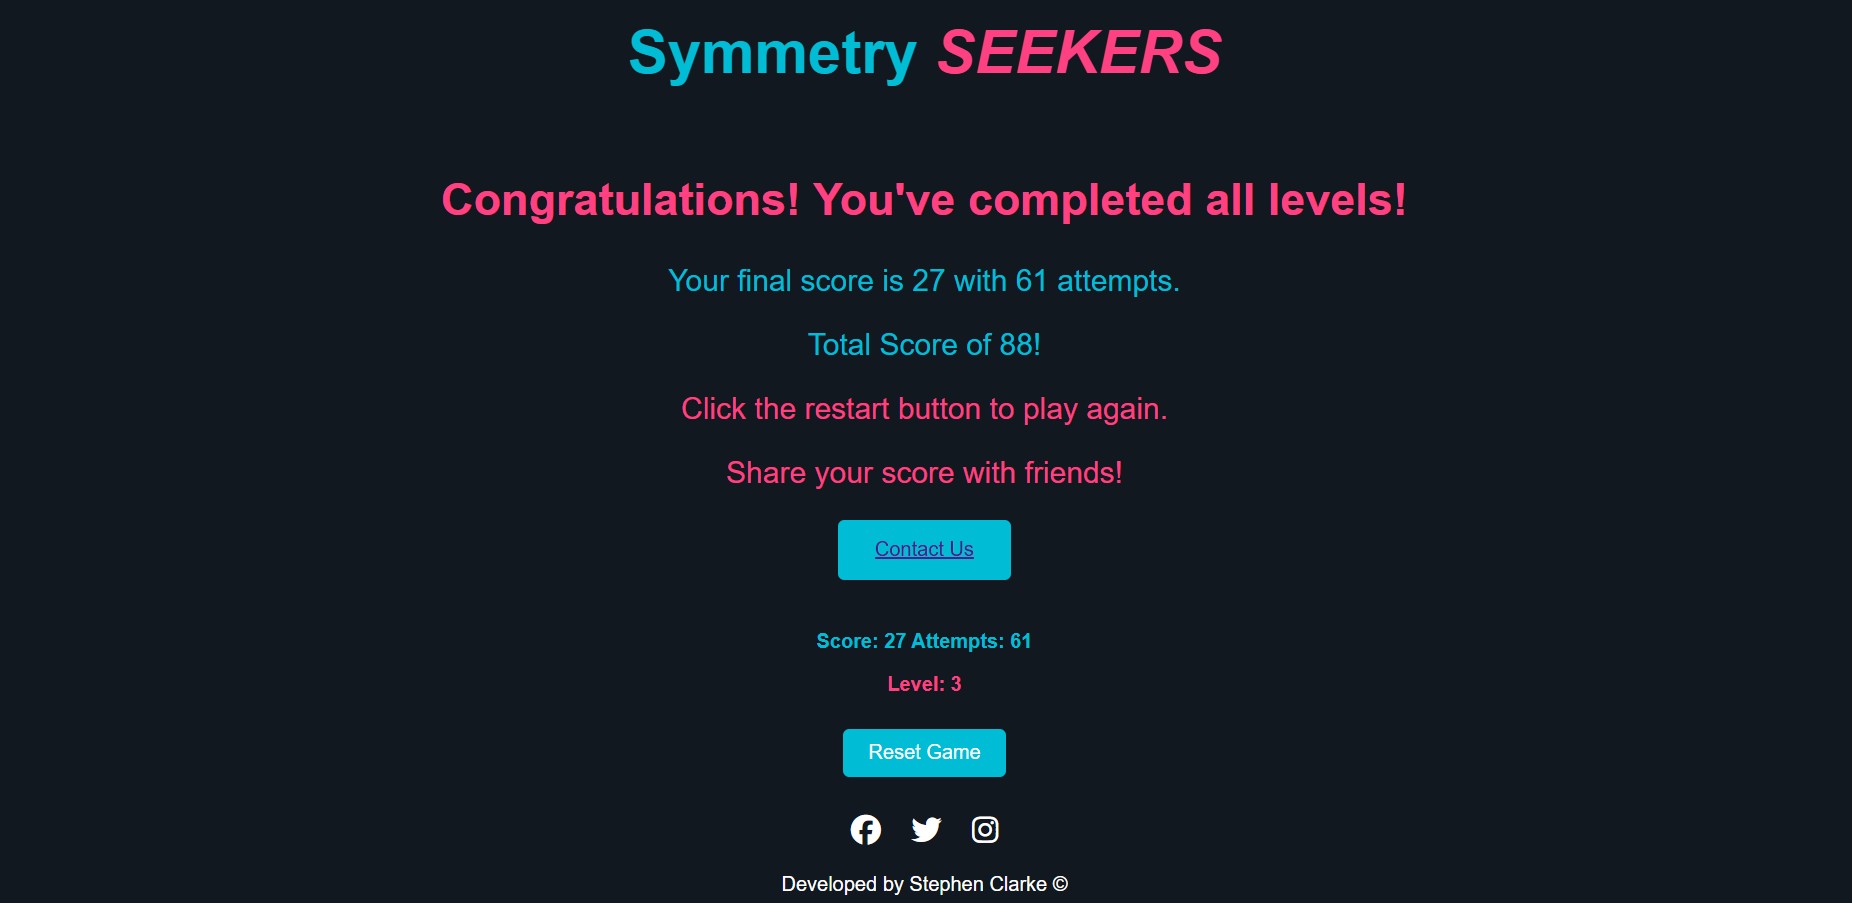 Symmetry SEEKERS
Congratulations! You've completed all levels!
Your final score is 27 with 61 attempts.
Total Score of 88!
Click the restart button to play again.
Share your score with friends!
Contact Us
Score: 27 Attempts: 61
Level: 3
Reset Game
Developed by Stephen Clarke ©